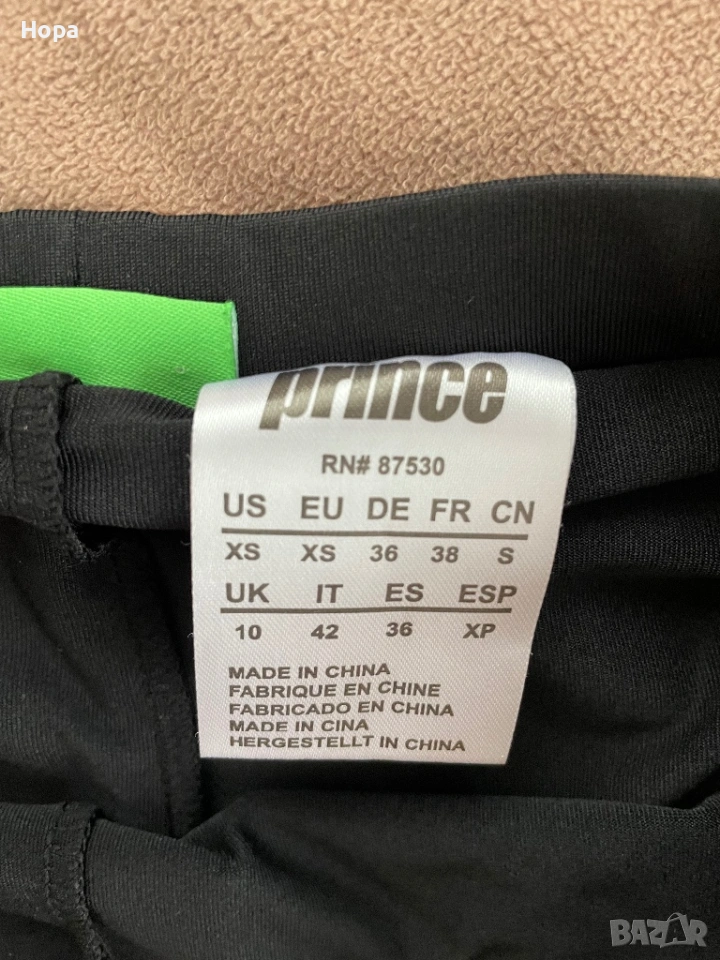 Нора
prince
RN# 87530
US EU DE FR CN
XS XS 36 38 S
UK IT ES ESP
10 42 36 XP
MADE IN CHINA
FABRIQUE EN CHINE
FABRICADO EN CHINA
MADE IN CINA
HERGESTELLT IN CHINA
BAZAR